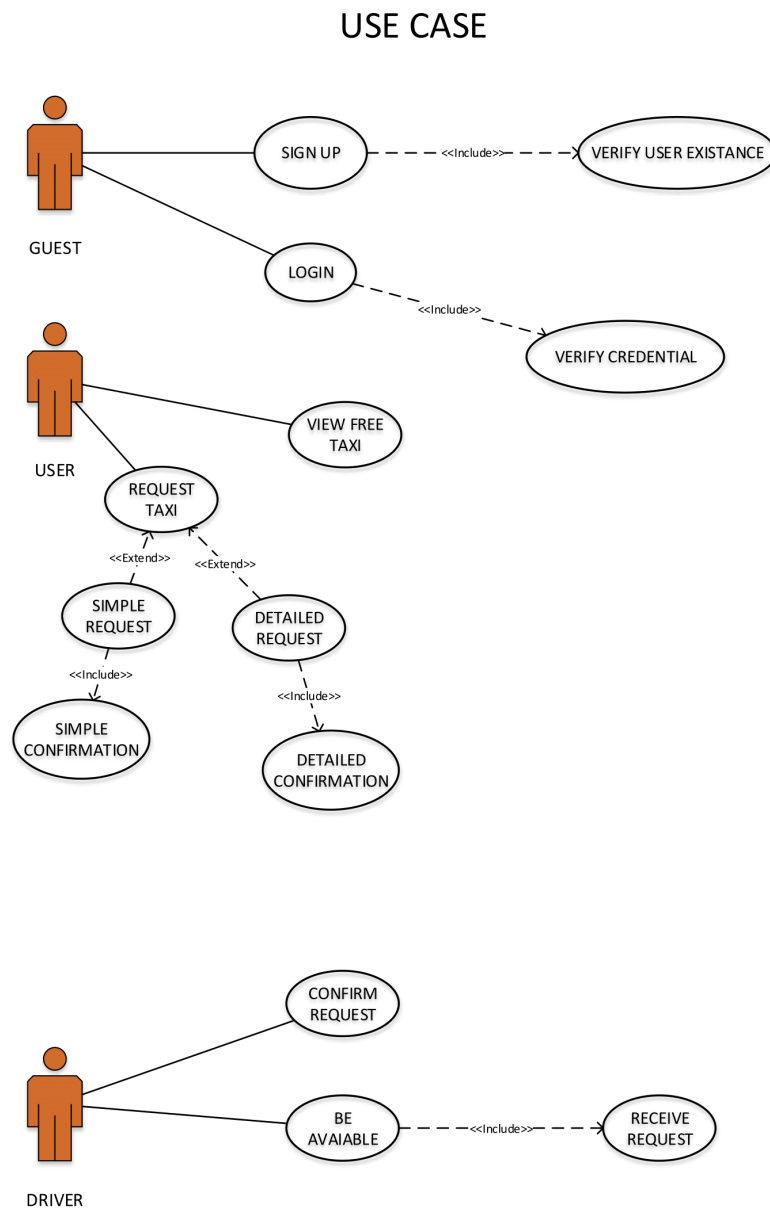 USE CASE
SIGN UP
<<Include>>
VERIFY USER EXISTANCE
GUEST
LOGIN
<<Include>>
VERIFY CREDENTIAL
VIEW FREE
TAXI
USER
REQUEST
TAXI
<<Extend>>
<<Extend>>
SIMPLE
REQUEST
DETAILED
REQUEST
<<Include>>
<<Include>>
SIMPLE
CONFIRMATION
DETAILED
CONFIRMATION
CONFIRM
REQUEST
BE
AVAIABLE
<<Include>>
RECEIVE
REQUEST
DRIVER